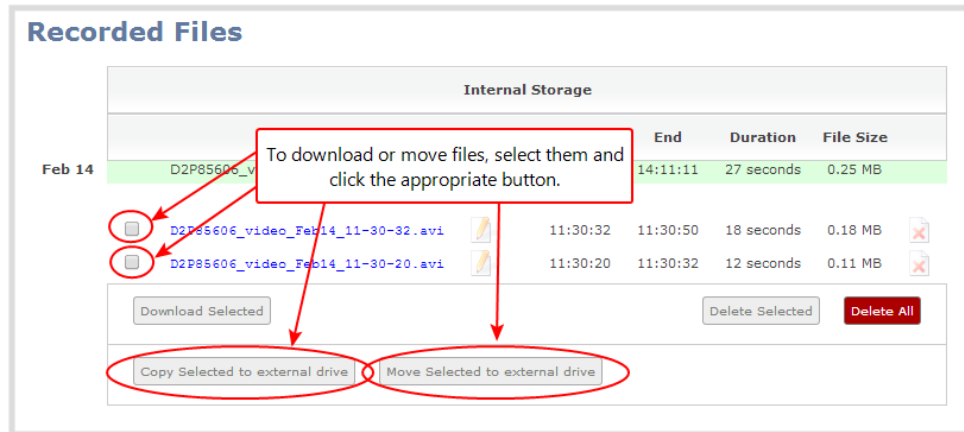 Recorded Files
Internal Storage
End Duration File Size
To download or move files, select them and
click the appropriate button.
Feb 14 D2P85606_v 14:11:11 27 seconds 0.25 MB
D2P85606_video_Feb14_11-30-32.avi 11:30:32 11:30:50 18 seconds 0.18 MB
D2P85606_video_Feb14_11-30-20.avi 11:30:20 11:30:32 12 seconds 0.11 MB
Download Selected Delete Selected Delete All
Copy Selected to external drive Move Selected to external drive